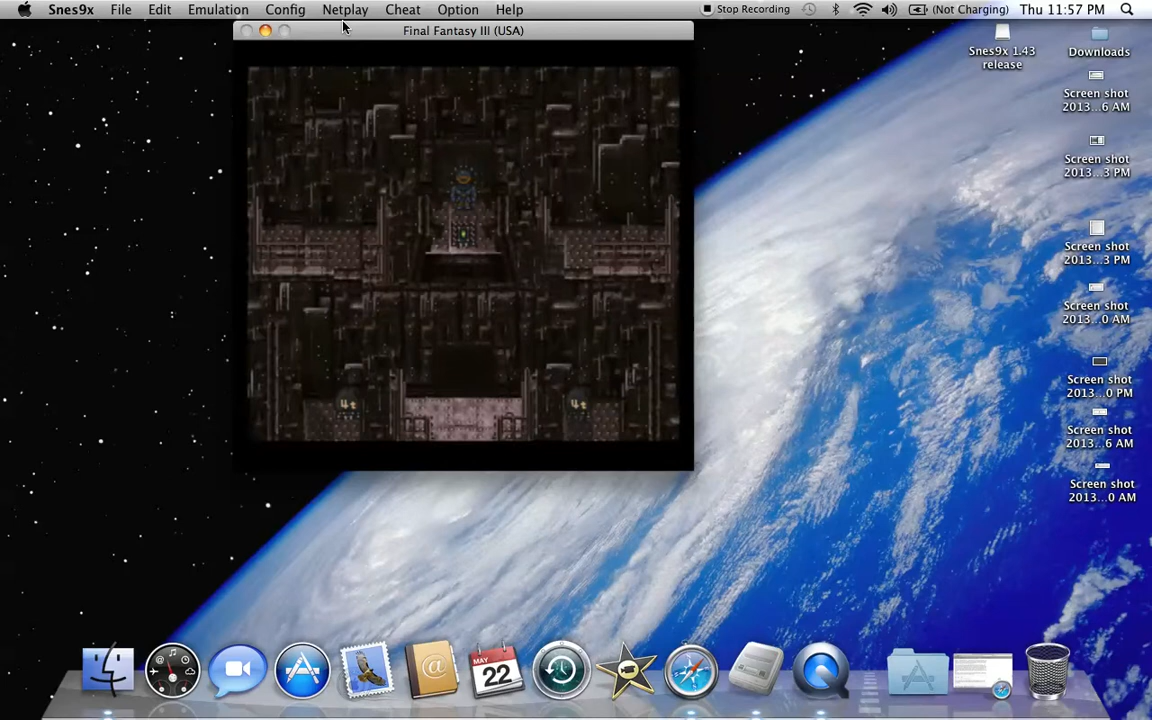 Snes9x File Edit Emulation Config Netplay Cheat Option Help Stop Recording (Not Charging) Thu 11:57 PM
Final Fantasy III (USA)
Snes9x 1.43
release
Downloads
Screen shot
2013...6 AM
Screen shot
2013...3 PM
Screen shot
2013...3 PM
Screen shot
2013...0 AM
Screen shot
2013...0 PM
Screen shot
2013...6 AM
Screen shot
2013...0 AM
MAY
22